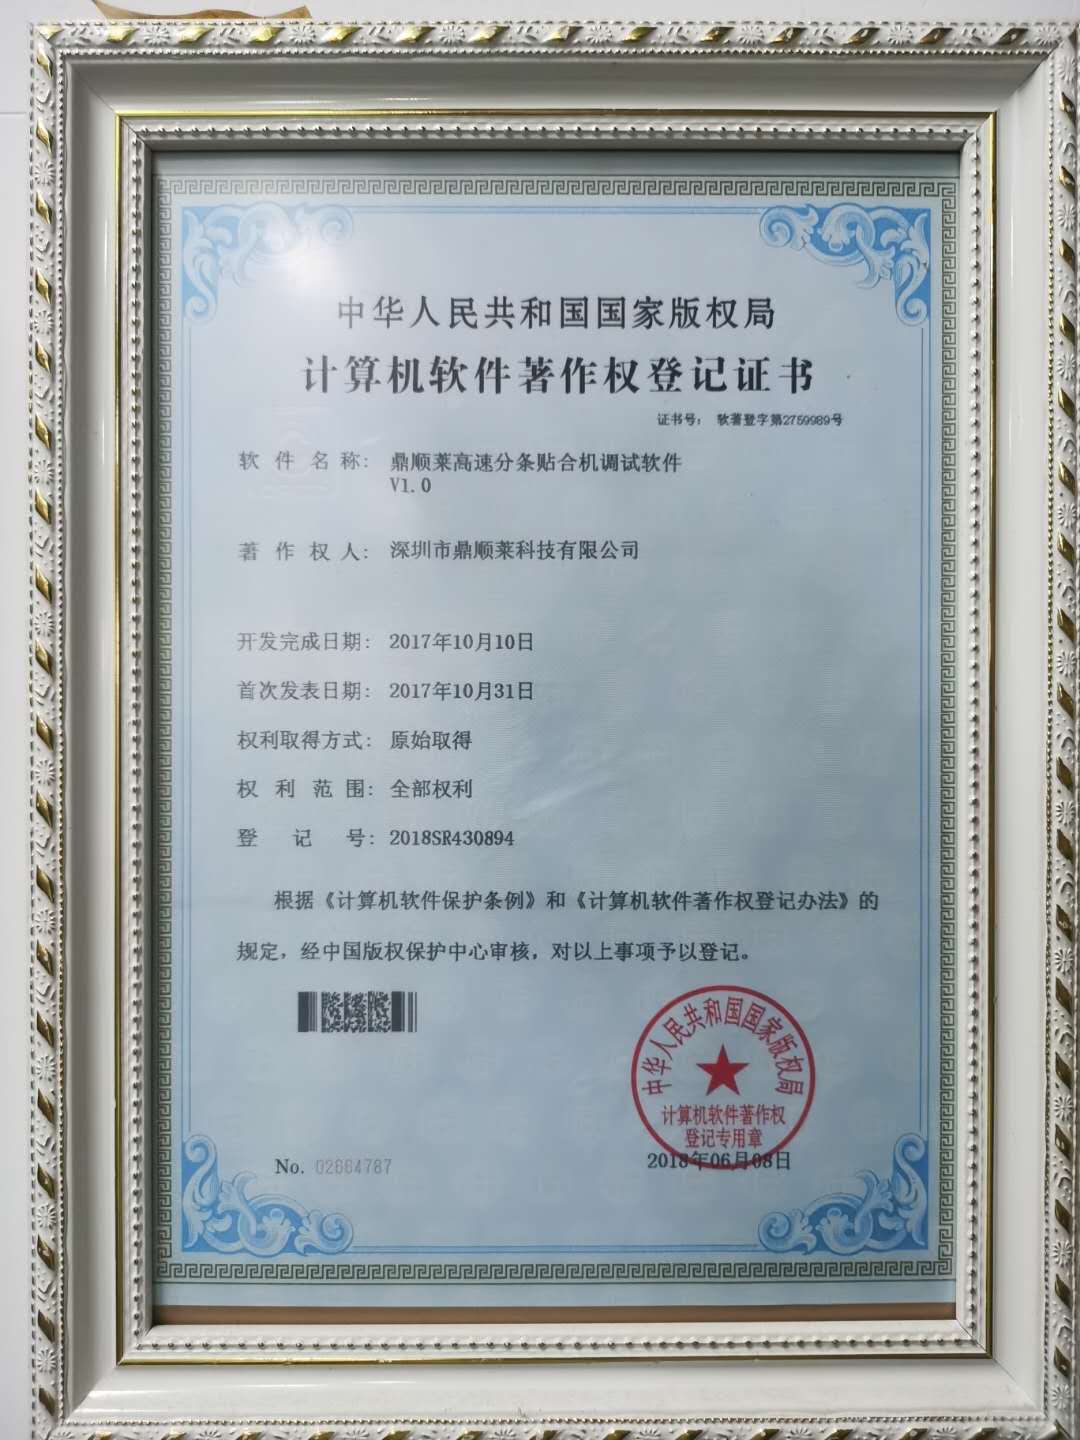 中华人民共和国国家版权局
计算机软件著作权登记证书
证书号: 软著登字第2759989号
软件名称: 鼎顺莱高速分条贴合机调试软件
V1.0
著作权人: 深圳市鼎顺莱科技有限公司
开发完成日期: 2017年10月10日
首次发表日期: 2017年10月31日
权利取得方式: 原始取得
权利范围: 全部权利
登记号: 2018SR430894
根据《计算机软件保护条例》和《计算机软件著作权登记办法》的
规定，经中国版权保护中心审核，对以上事项予以登记。
中华人民共和国国家版权局
计算机软件著作权
登记专用章
No. 02664787
2018年06月08日